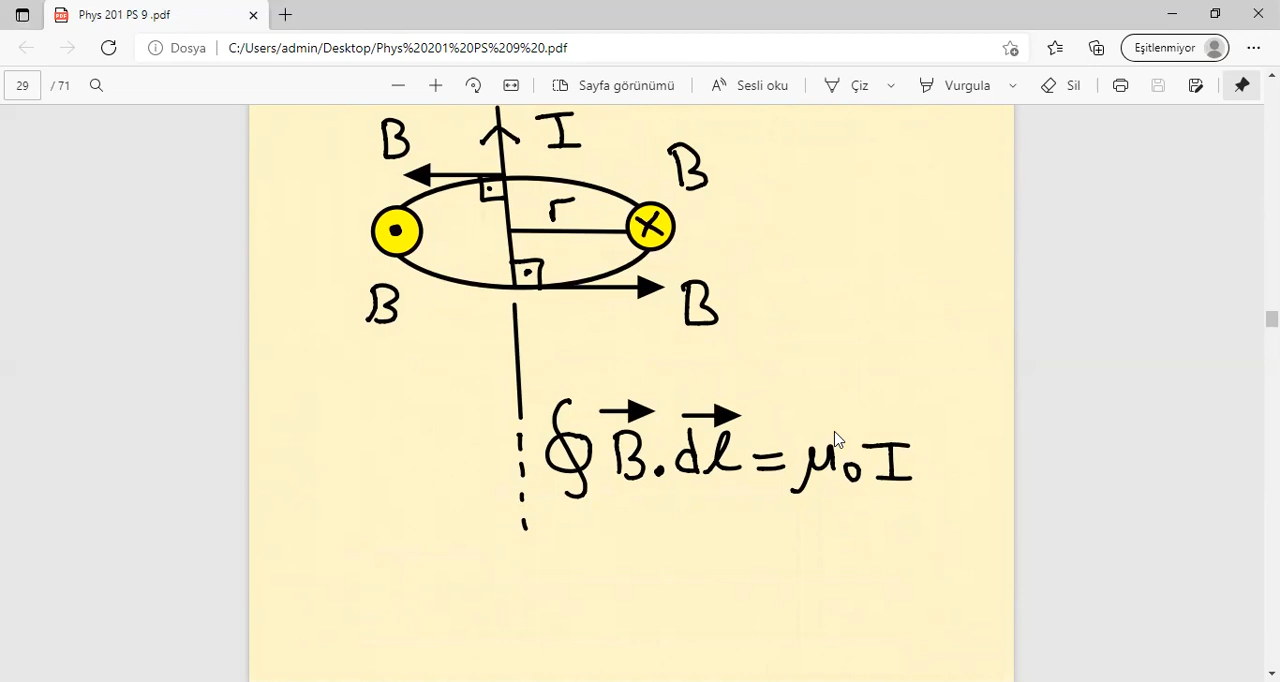 Phys 201 PS 9 .pdf
Dosya C:/Users/admin/Desktop/Phys%20201%20PS%209%20.pdf Eşitlenmiyor
29 / 71 Sayfa görünümü Sesli oku Çiz Vurgula Sil
B I B
r
B B
∮ B⃗ . dl⃗ = μ₀ I